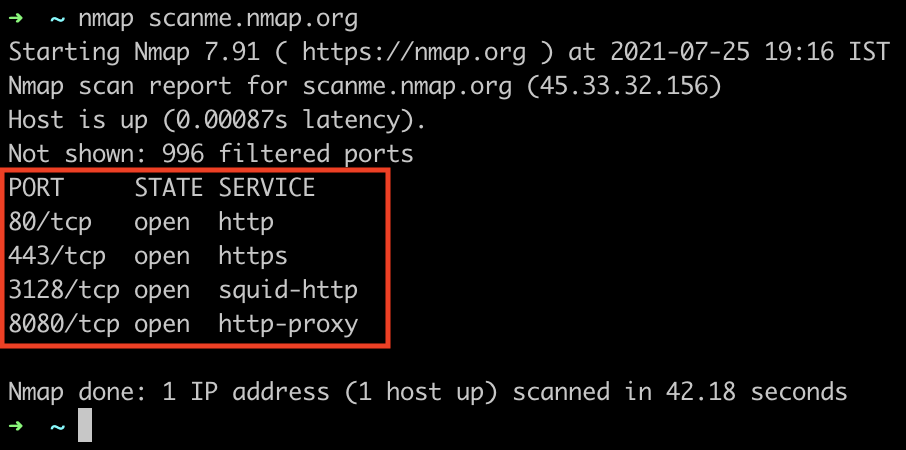 ➜  ~ nmap scanme.nmap.org
Starting Nmap 7.91 ( https://nmap.org ) at 2021-07-25 19:16 IST
Nmap scan report for scanme.nmap.org (45.33.32.156)
Host is up (0.00087s latency).
Not shown: 996 filtered ports
PORT     STATE SERVICE
80/tcp   open  http
443/tcp  open  https
3128/tcp open  squid-http
8080/tcp open  http-proxy
Nmap done: 1 IP address (1 host up) scanned in 42.18 seconds
➜  ~